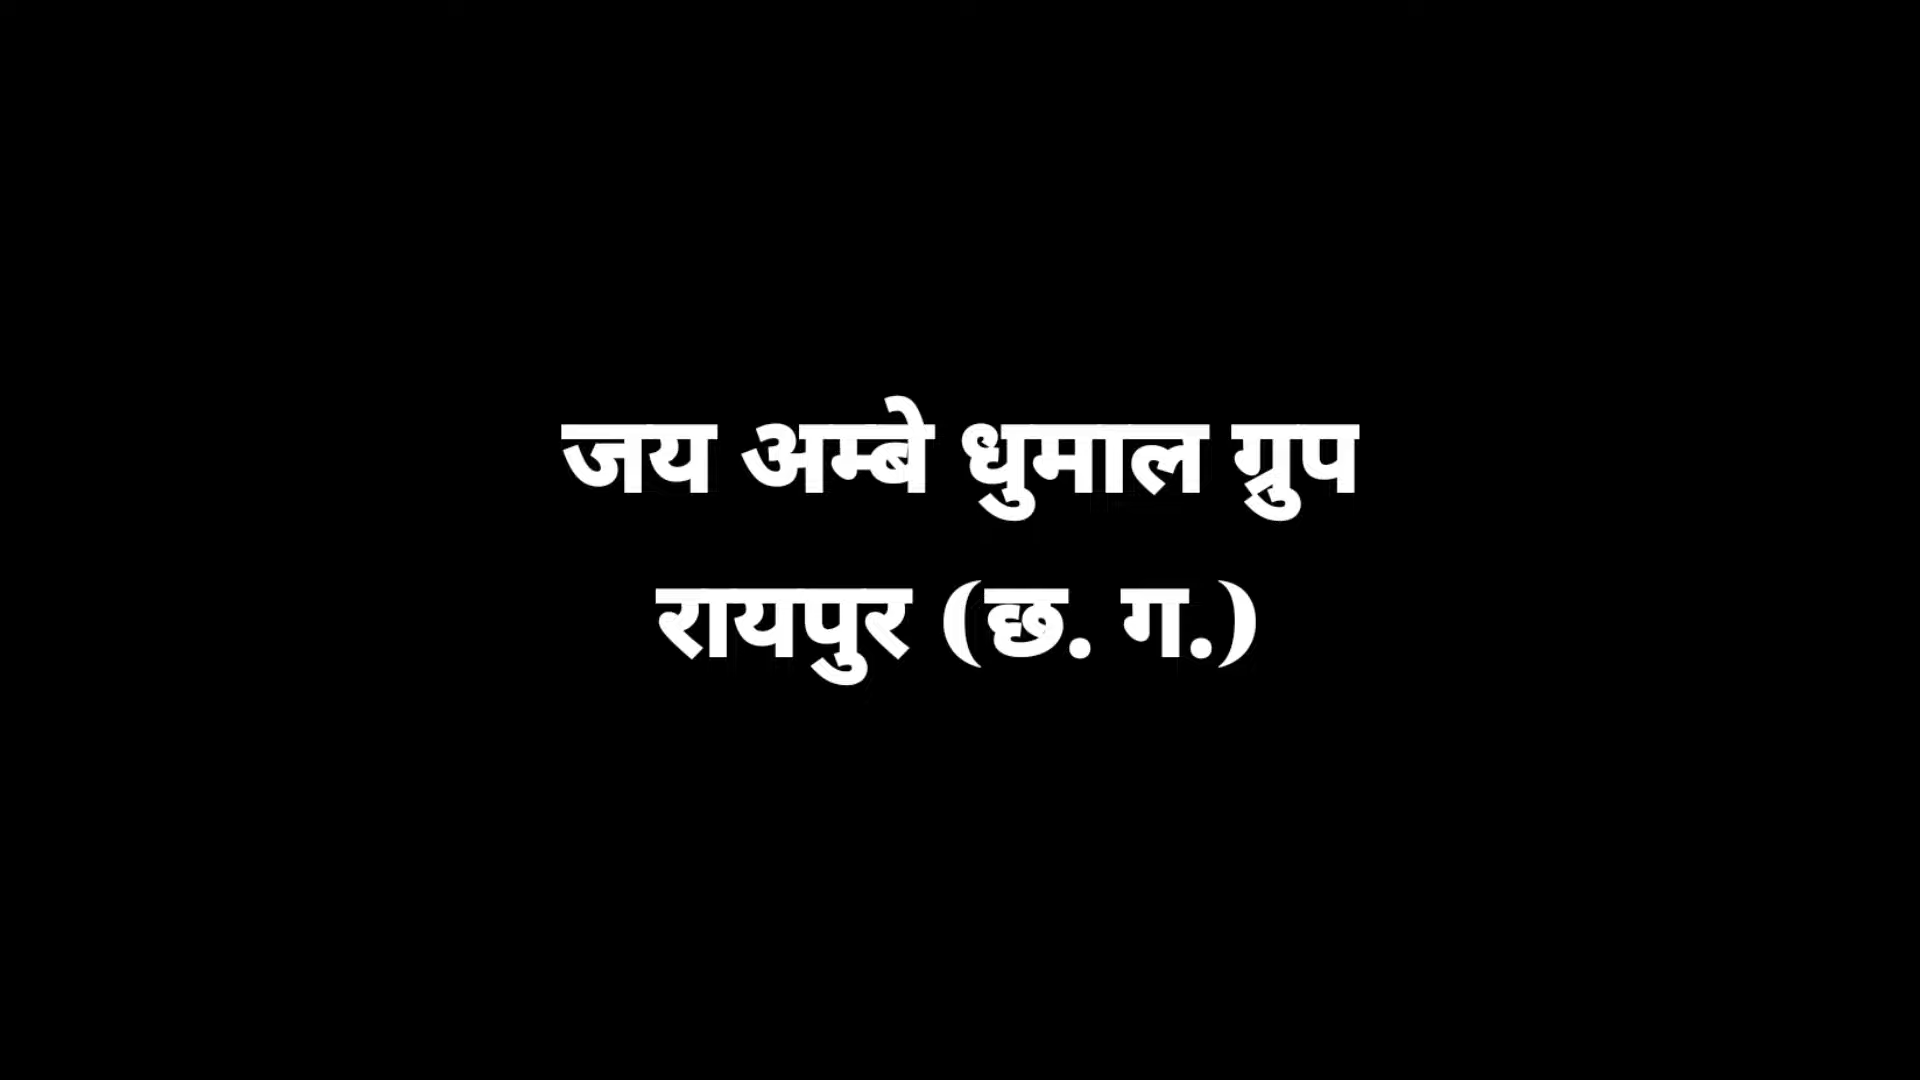 जय अम्बे धुमाल ग्रुप
रायपुर (छ. ग.)